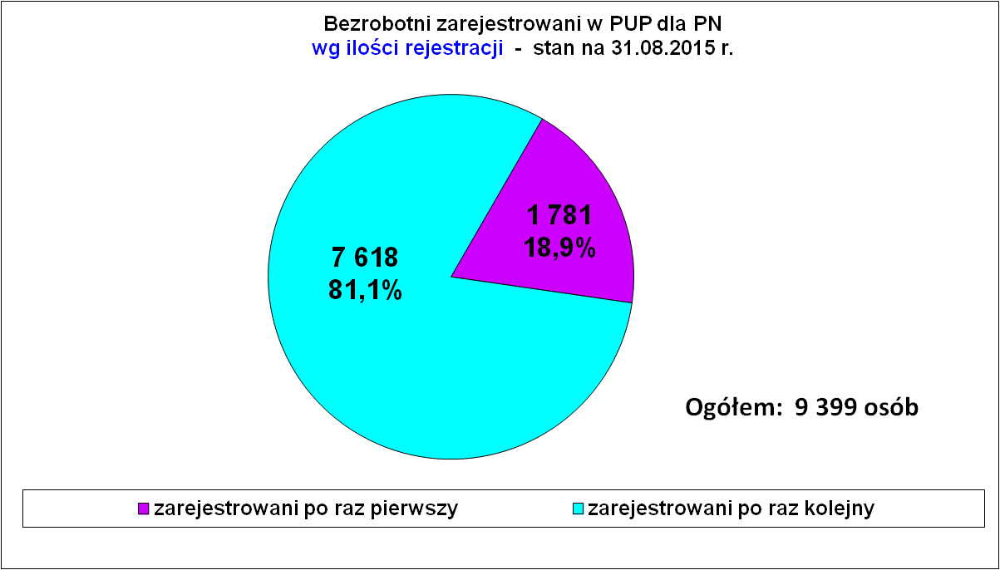 Bezrobotni zarejestrowani w PUP dla PN
wg ilości rejestracji - stan na 31.08.2015 r.
1 781
18,9%
7 618
81,1%
Ogółem: 9 399 osób
zarejestrowani po raz pierwszy
zarejestrowani po raz kolejny